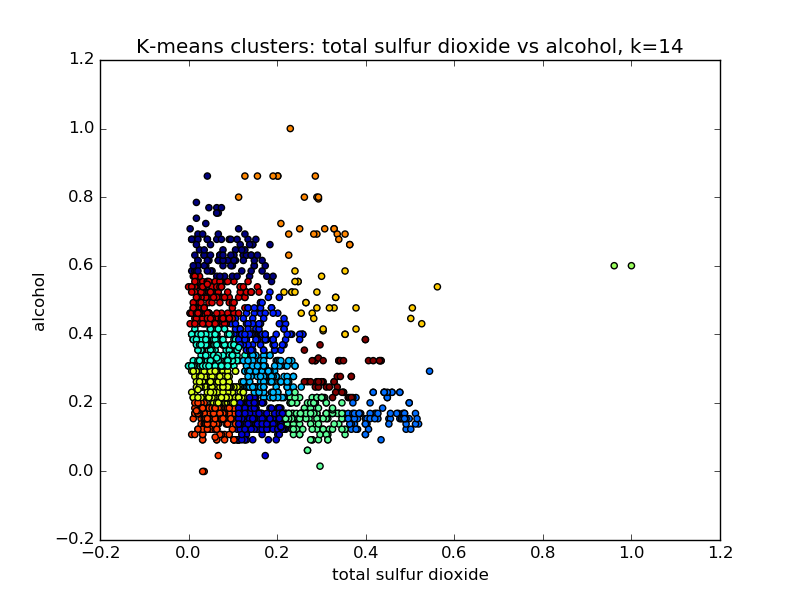 K-means clusters: total sulfur dioxide vs alcohol, k=14
1.2
1.0
0.8
0.6
0.4
0.2
0.0
−0.2
alcohol
−0.2 0.0 0.2 0.4 0.6 0.8 1.0 1.2
total sulfur dioxide